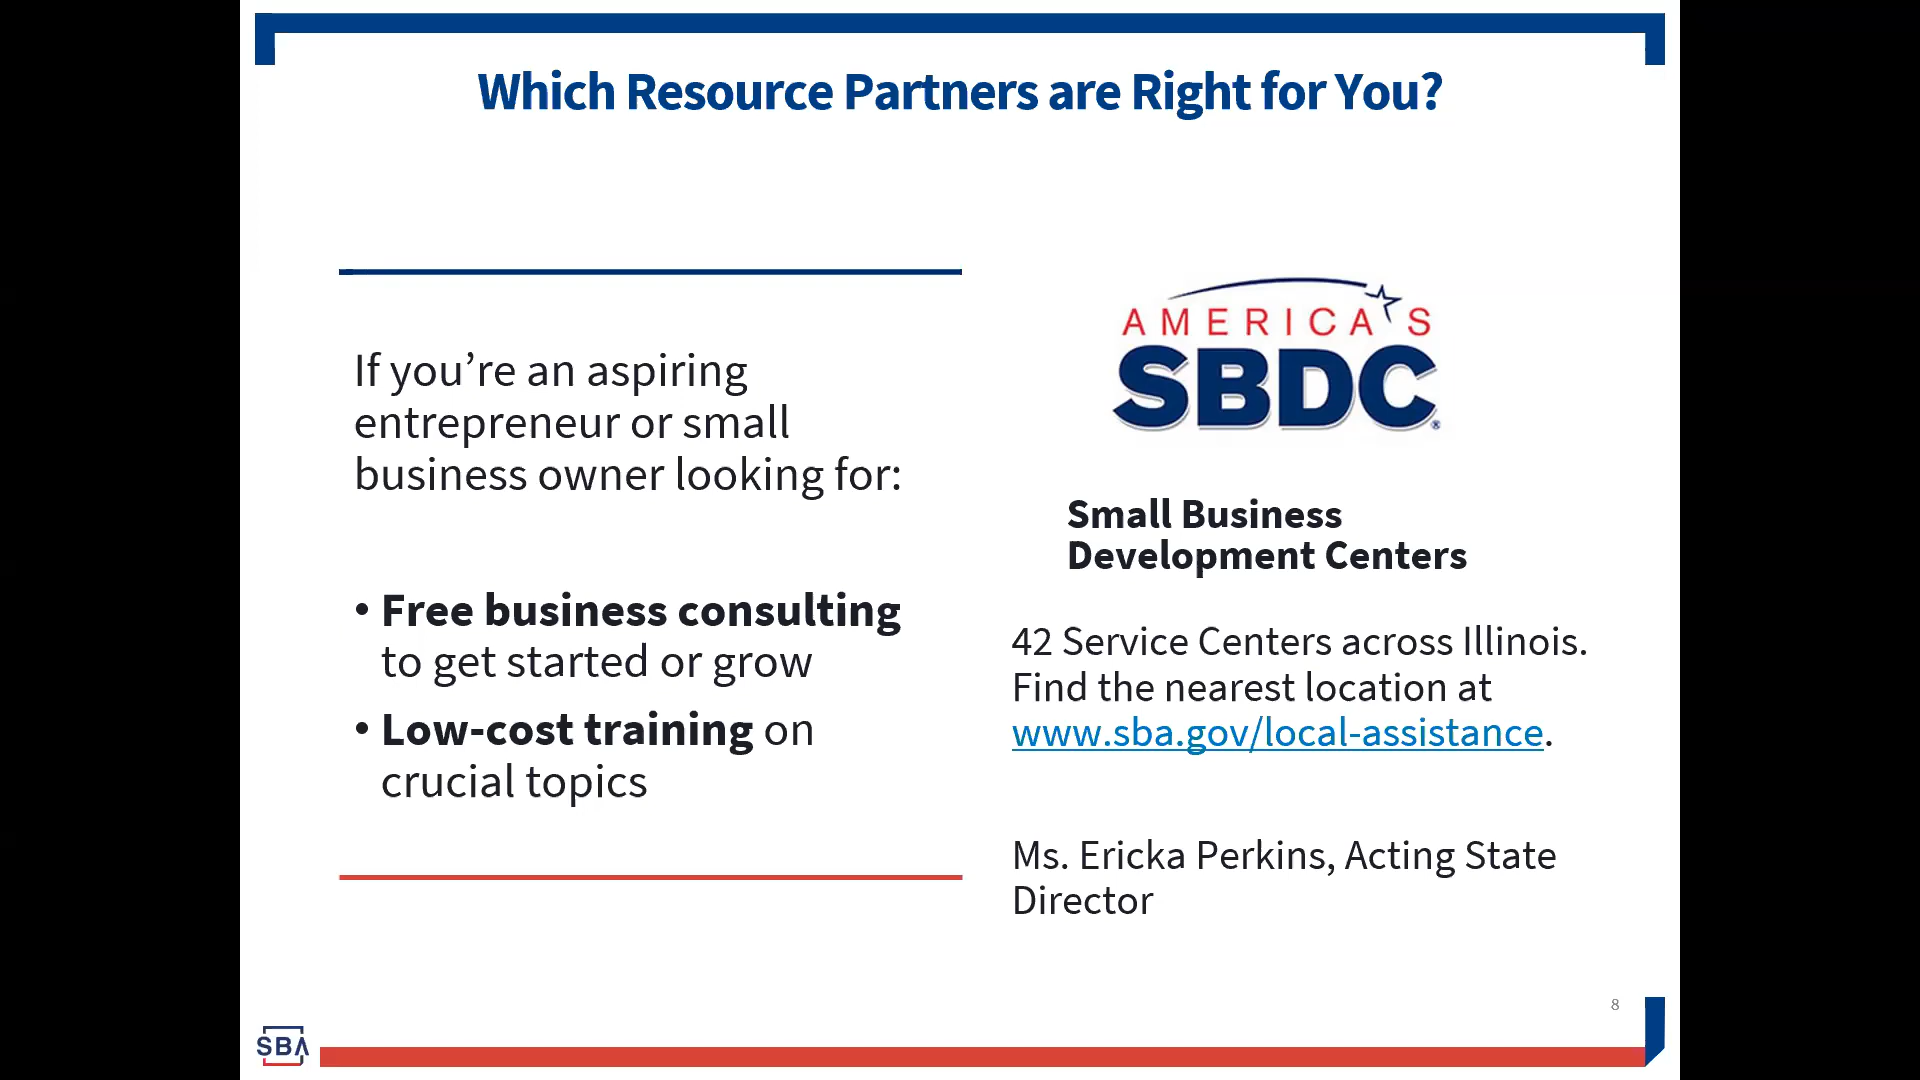 Which Resource Partners are Right for You?
If you’re an aspiring
entrepreneur or small
business owner looking for:
• Free business consulting
to get started or grow
• Low-cost training on
crucial topics
AMERICA'S
SBDC®
Small Business
Development Centers
42 Service Centers across Illinois.
Find the nearest location at
www.sba.gov/local-assistance.
Ms. Ericka Perkins, Acting State
Director
8
SBA